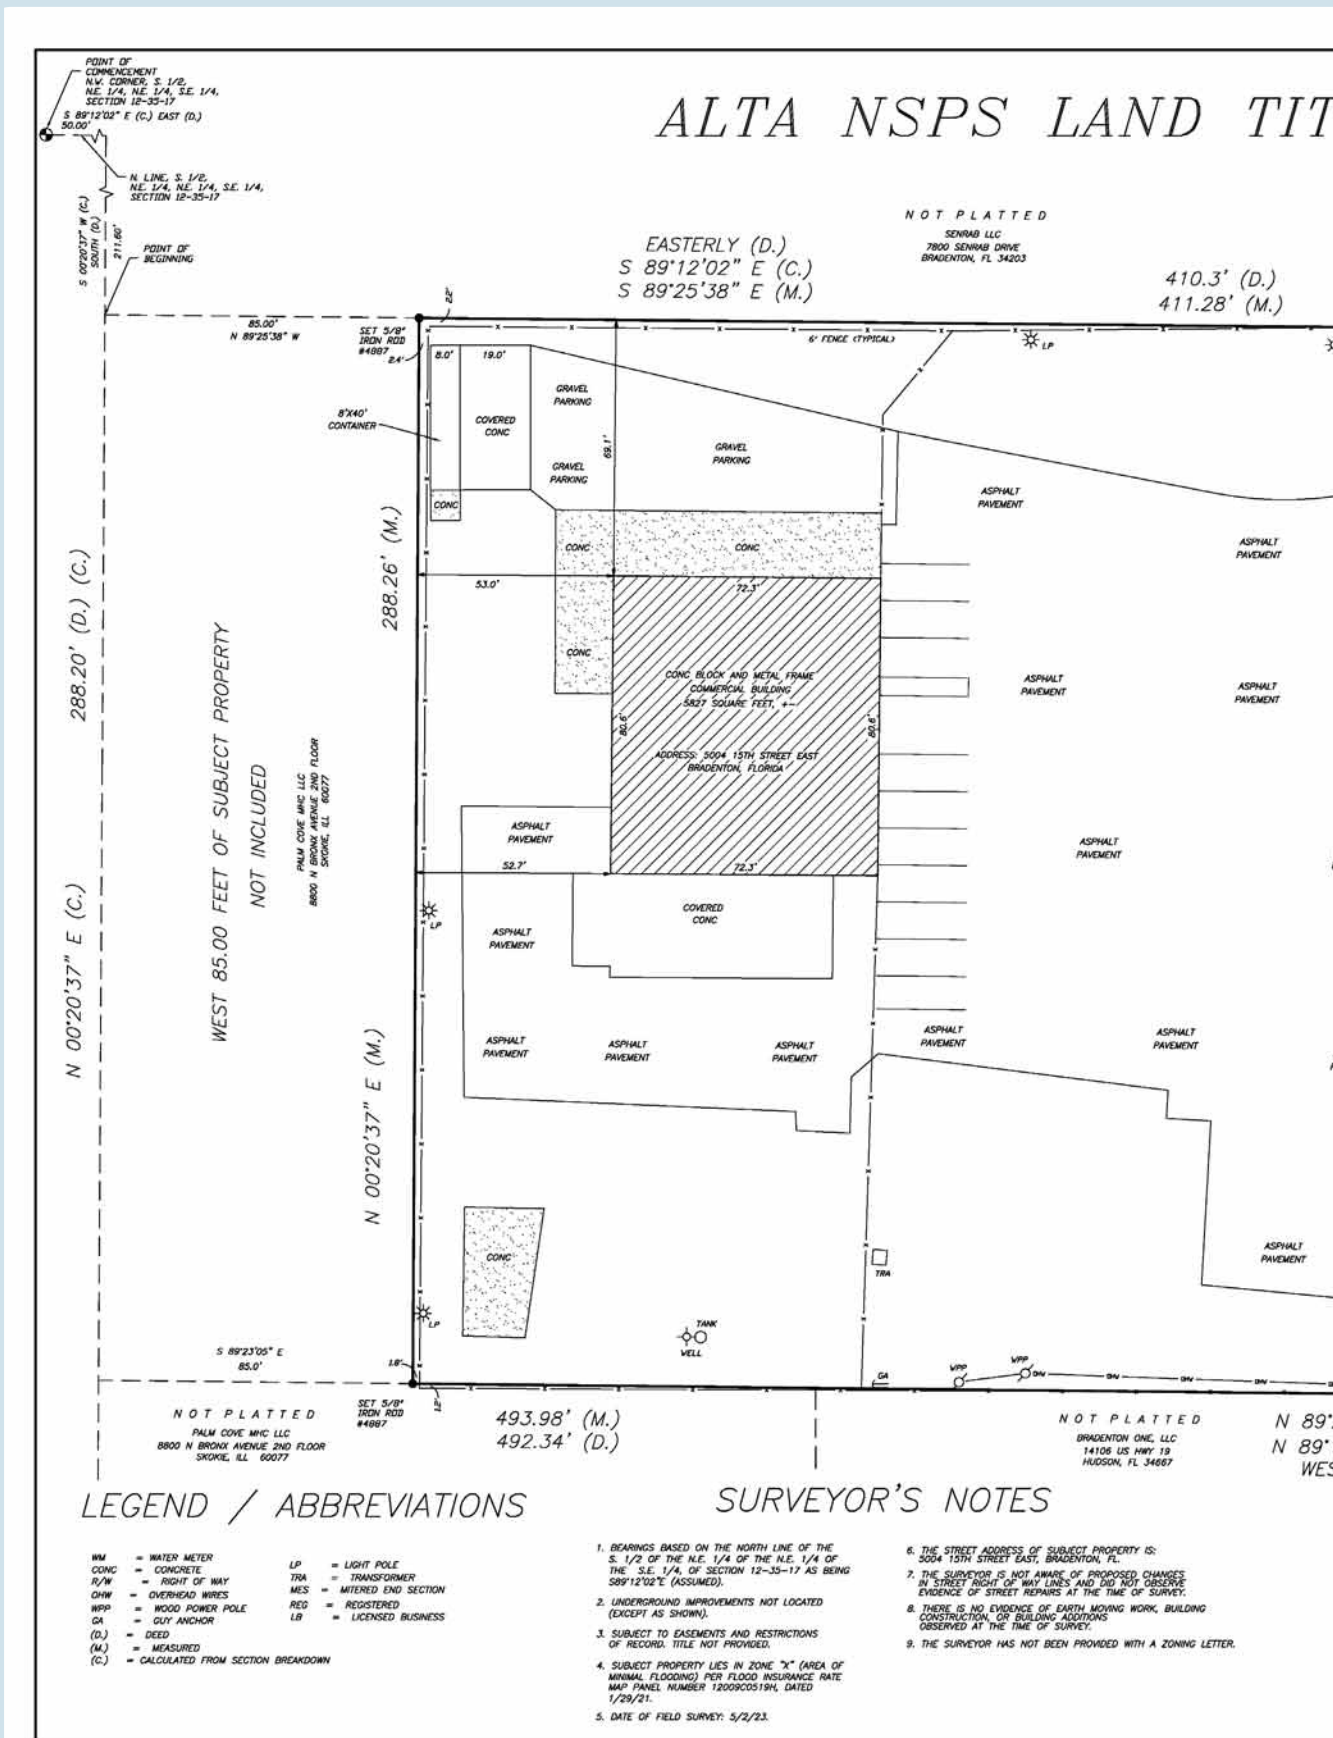 POINT OF
COMMENCEMENT
N.W. CORNER, S. 1/2,
N.E. 1/4, N.E. 1/4, S.E. 1/4,
SECTION 12-35-17
S 89°12'02" E (C.) EAST (D.)
50.00'
N. LINE, S. 1/2,
N.E. 1/4, N.E. 1/4, S.E. 1/4,
SECTION 12-35-17
S 00°20'37" W (C.)
SOUTH (D.)
211.60'
POINT OF
BEGINNING
ALTA NSPS LAND TIT
NOT PLATTED
SENRAB LLC
7800 SENRAB DRIVE
BRADENTON, FL 34203
EASTERLY (D.)
S 89°12'02" E (C.)
S 89°25'38" E (M.)
410.3' (D.)
411.28' (M.)
85.00'
N 89°25'38" W
SET 5/8"
IRON ROD
#4887
2.2'
2.4'
6' FENCE (TYPICAL)
LP
8.0'
19.0'
8'X40'
CONTAINER
COVERED
CONC
GRAVEL
PARKING
GRAVEL
PARKING
GRAVEL
PARKING
69.1'
CONC
ASPHALT
PAVEMENT
ASPHALT
PAVEMENT
CONC
CONC
288.26' (M.)
53.0'
72.3'
CONC
288.20' (D.) (C.)
WEST 85.00 FEET OF SUBJECT PROPERTY
NOT INCLUDED
PALM COVE MHC LLC
8800 N BRONX AVENUE 2ND FLOOR
SKOKIE, ILL 60077
CONC BLOCK AND METAL FRAME
COMMERCIAL BUILDING
5827 SQUARE FEET, +-
80.6'
80.6'
ADDRESS: 5004 15TH STREET EAST
BRADENTON, FLORIDA
ASPHALT
PAVEMENT
ASPHALT
PAVEMENT
ASPHALT
PAVEMENT
52.7'
72.3'
ASPHALT
PAVEMENT
LP
COVERED
CONC
ASPHALT
PAVEMENT
N 00°20'37" E (C.)
N 00°20'37" E (M.)
ASPHALT
PAVEMENT
ASPHALT
PAVEMENT
ASPHALT
PAVEMENT
ASPHALT
PAVEMENT
ASPHALT
PAVEMENT
CONC
TRA
ASPHALT
PAVEMENT
LP
TANK
WELL
S 89°23'05" E
85.0'
1.8'
1.2'
GA
WPP
WPP
OHW
OHW
OHW
OHW
SET 5/8"
IRON ROD
#4887
NOT PLATTED
PALM COVE MHC LLC
8800 N BRONX AVENUE 2ND FLOOR
SKOKIE, ILL 60077
493.98' (M.)
492.34' (D.)
NOT PLATTED
BRADENTON ONE, LLC
14106 US HWY 19
HUDSON, FL 34667
N 89°
N 89°
WES
LEGEND / ABBREVIATIONS
WM = WATER METER
CONC = CONCRETE
R/W = RIGHT OF WAY
OHW = OVERHEAD WIRES
WPP = WOOD POWER POLE
GA = GUY ANCHOR
(D.) = DEED
(M.) = MEASURED
(C.) = CALCULATED FROM SECTION BREAKDOWN
LP = LIGHT POLE
TRA = TRANSFORMER
MES = MITERED END SECTION
REG = REGISTERED
LB = LICENSED BUSINESS
SURVEYOR'S NOTES
1. BEARINGS BASED ON THE NORTH LINE OF THE
S. 1/2 OF THE N.E. 1/4 OF THE N.E. 1/4 OF
THE S.E. 1/4, OF SECTION 12-35-17 AS BEING
S89°12'02"E (ASSUMED).
2. UNDERGROUND IMPROVEMENTS NOT LOCATED
(EXCEPT AS SHOWN).
3. SUBJECT TO EASEMENTS AND RESTRICTIONS
OF RECORD. TITLE NOT PROVIDED.
4. SUBJECT PROPERTY LIES IN ZONE "X" (AREA OF
MINIMAL FLOODING) PER FLOOD INSURANCE RATE
MAP PANEL NUMBER 12009C0519H, DATED
1/29/21.
5. DATE OF FIELD SURVEY: 5/2/23.
6. THE STREET ADDRESS OF SUBJECT PROPERTY IS:
5004 15TH STREET EAST, BRADENTON, FL.
7. THE SURVEYOR IS NOT AWARE OF PROPOSED CHANGES
IN STREET RIGHT OF WAY LINES AND DID NOT OBSERVE
EVIDENCE OF STREET REPAIRS AT THE TIME OF SURVEY.
8. THERE IS NO EVIDENCE OF EARTH MOVING WORK, BUILDING
CONSTRUCTION, OR BUILDING ADDITIONS
OBSERVED AT THE TIME OF SURVEY.
9. THE SURVEYOR HAS NOT BEEN PROVIDED WITH A ZONING LETTER.